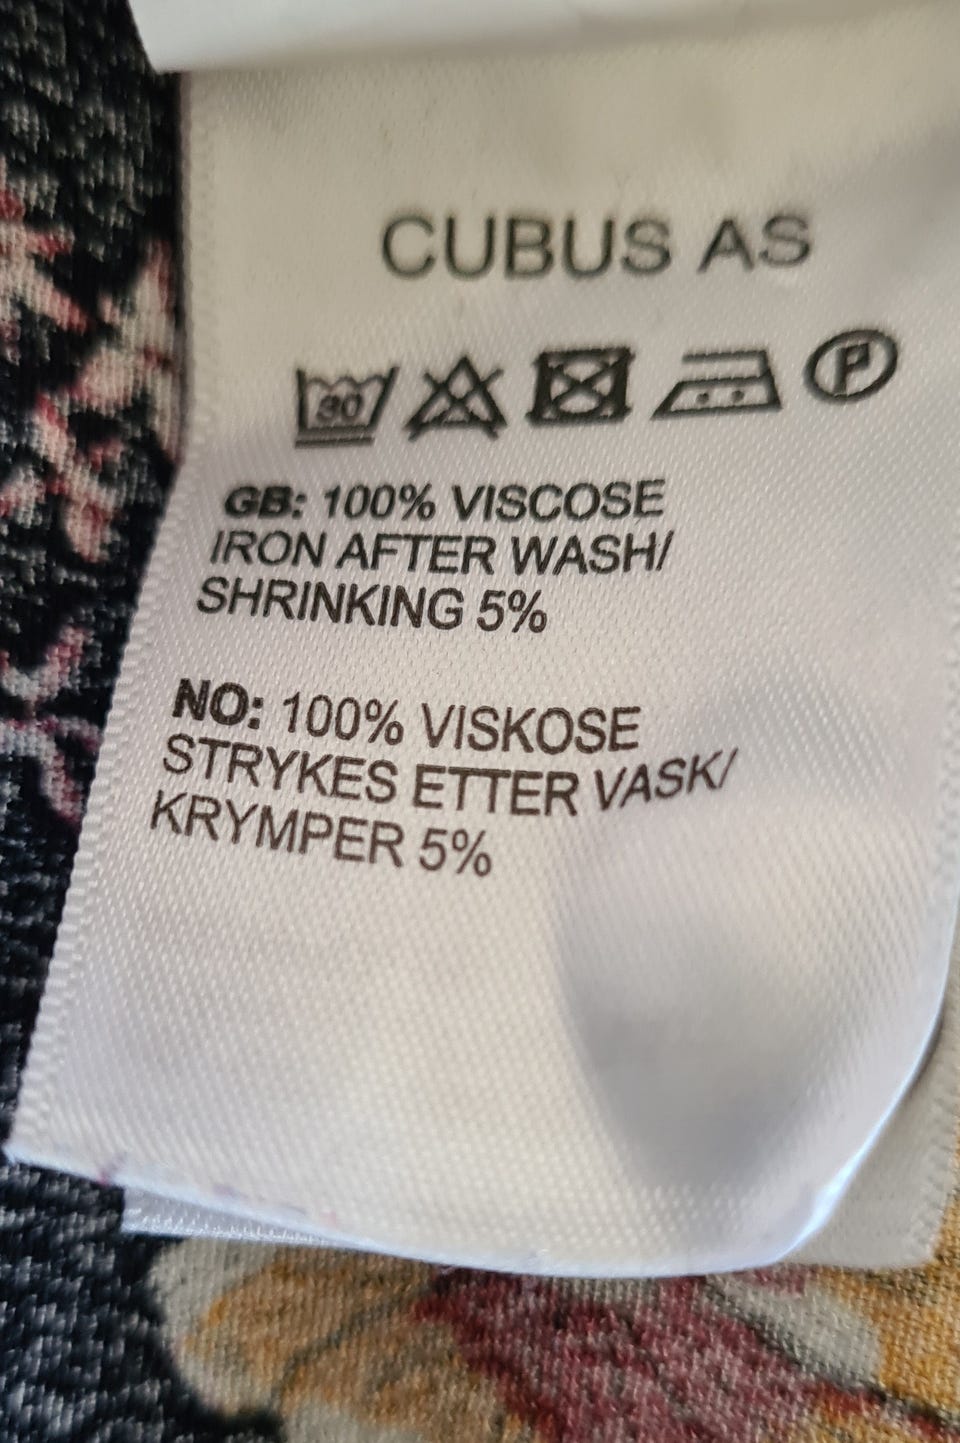 CUBUS AS
30
P
GB: 100% VISCOSE
IRON AFTER WASH/
SHRINKING 5%
NO: 100% VISKOSE
STRYKES ETTER VASK/
KRYMPER 5%